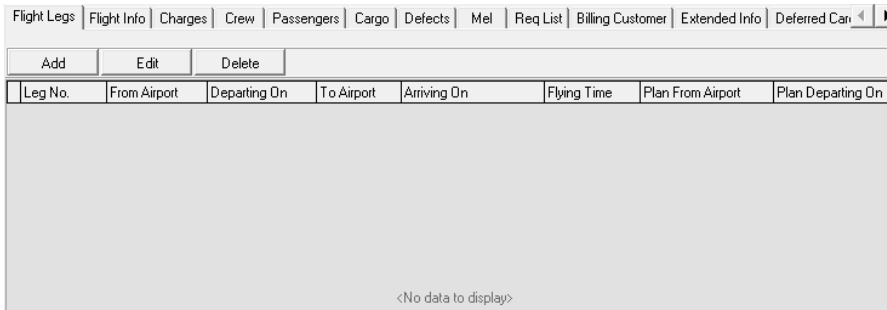 Flight Legs Flight Info Charges Crew Passengers Cargo Defects Mel Req List Billing Customer Extended Info Deferred Car
Add Edit Delete
Leg No. From Airport Departing On To Airport Arriving On Flying Time Plan From Airport Plan Departing On
<No data to display>